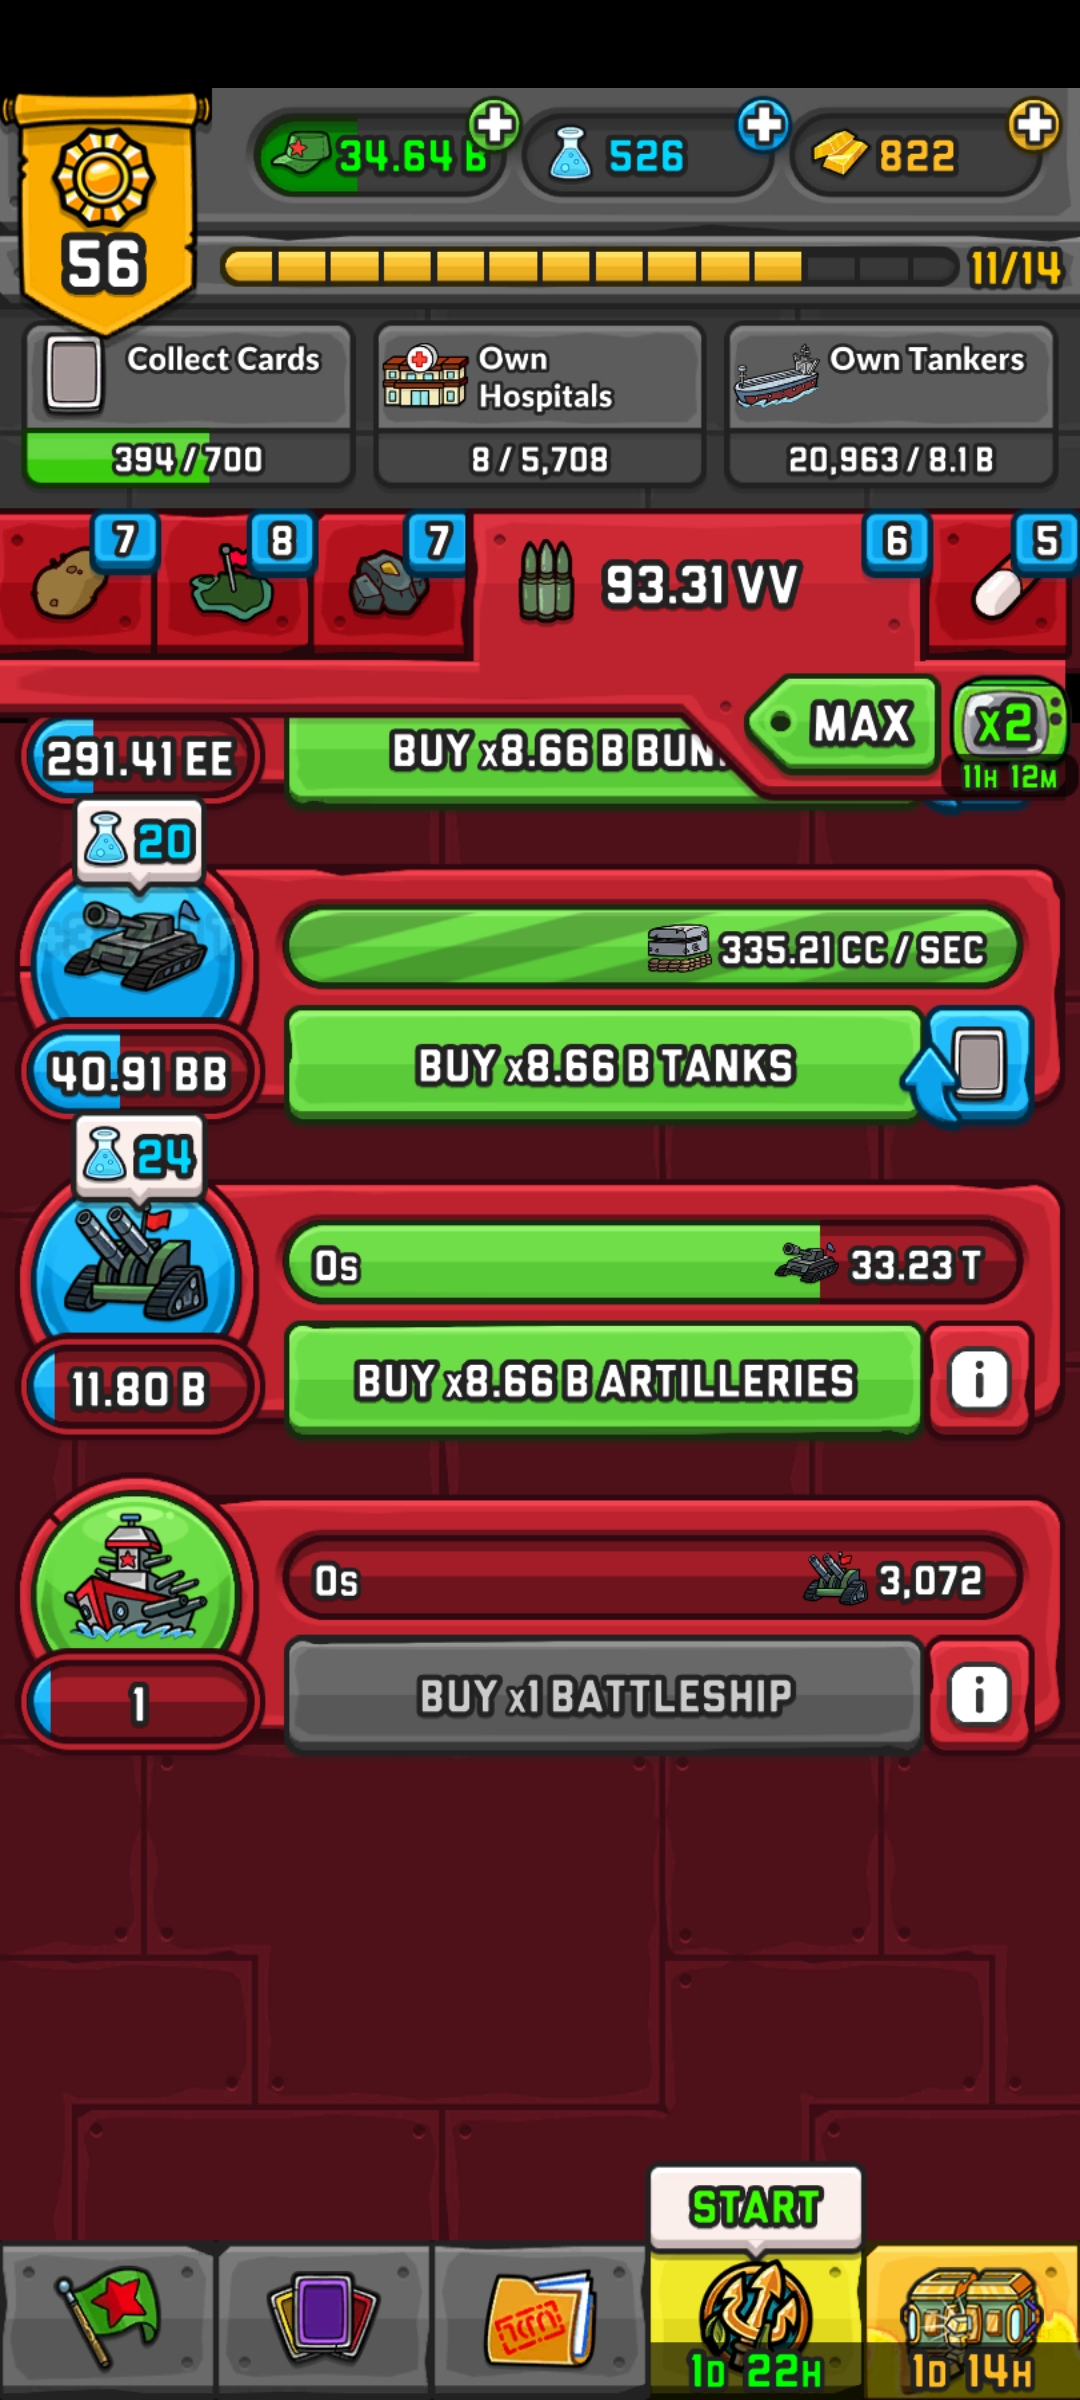 34.64 B
526
822
56
11/14
Collect Cards
394/700
Own
Hospitals
8/5,708
Own Tankers
20,963/8.1 B
7
8
7
93.31 VV
6
5
MAX
x2
11H 12M
291.41 EE
BUY x8.66 B BUN
20
335.21 CC / SEC
40.91 BB
BUY x8.66 B TANKS
24
0s
33.23 T
11.80 B
BUY x8.66 B ARTILLERIES
i
0s
3,072
1
BUY x1 BATTLESHIP
i
START
1D 22H
1D 14H